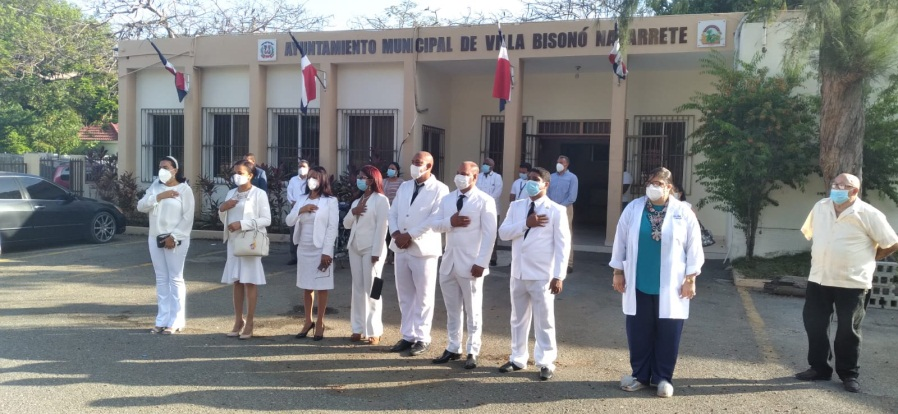 AYUNTAMIENTO MUNICIPAL DE VILLA BISONÓ NAVARRETE